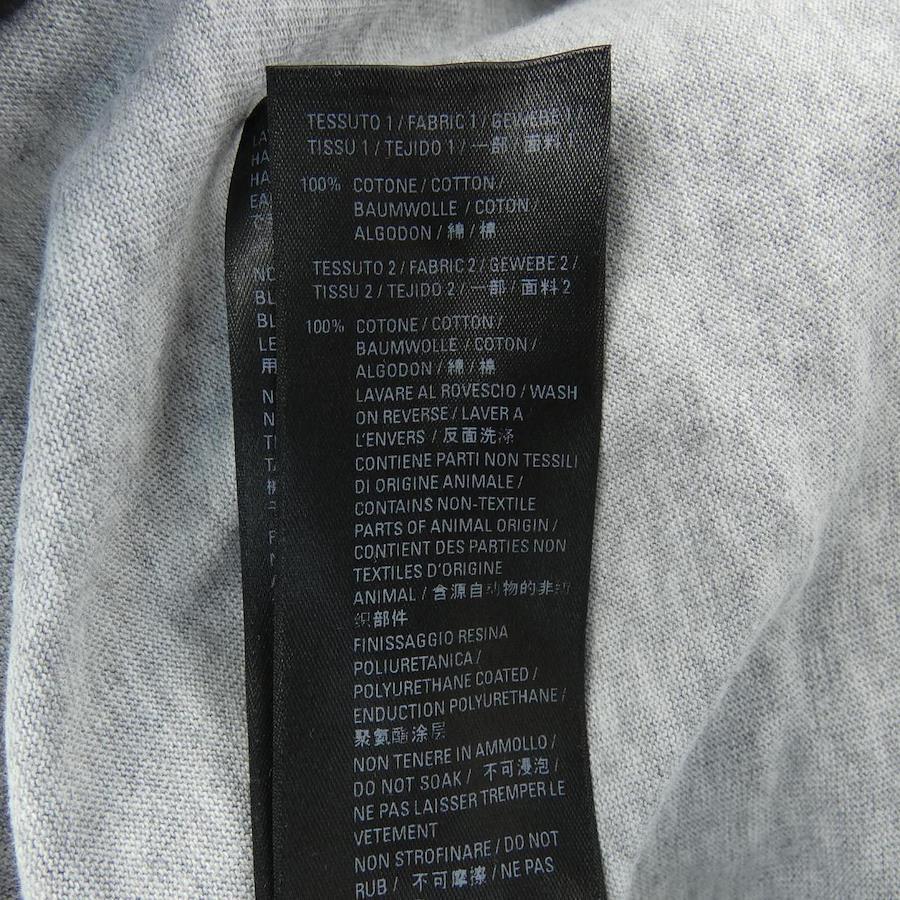 TESSUTO 1 / FABRIC 1 / GEWEBE 1 /
TISSU 1 / TEJIDO 1 / 一部 / 面料 1
100% COTONE / COTTON /
BAUMWOLLE / COTON /
ALGODON / 綿 / 棉
TESSUTO 2 / FABRIC 2 / GEWEBE 2 /
TISSU 2 / TEJIDO 2 / 一部 / 面料 2
100% COTONE / COTTON /
BAUMWOLLE / COTON /
ALGODON / 綿 / 棉
LAVARE AL ROVESCIO / WASH
ON REVERSE / LAVER A
L'ENVERS / 反面洗涤
CONTIENE PARTI NON TESSILI
DI ORIGINE ANIMALE /
CONTAINS NON-TEXTILE
PARTS OF ANIMAL ORIGIN /
CONTIENT DES PARTIES NON
TEXTILES D'ORIGINE
ANIMAL / 含源自动物的非纺
织部件
FINISSAGGIO RESINA
POLIURETANICA /
POLYURETHANE COATED /
ENDUCTION POLYURETHANE /
聚氨酯涂层
NON TENERE IN AMMOLLO /
DO NOT SOAK / 不可漫泡 /
NE PAS LAISSER TREMPER LE
VETEMENT
NON STROFINARE / DO NOT
RUB / 不可摩擦 / NE PAS